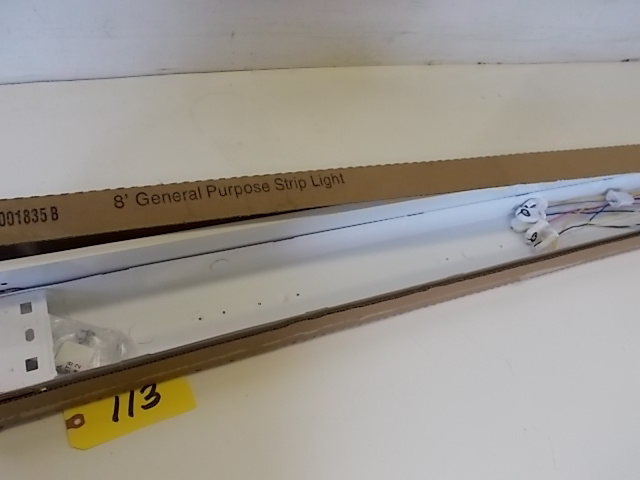 8' General Purpose Strip Light
001835 B
113